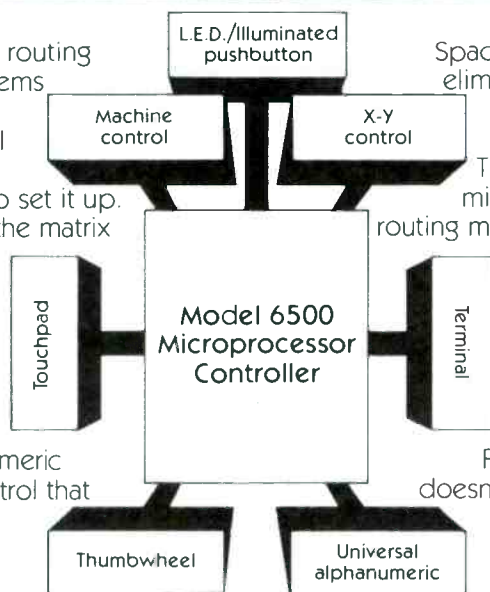 L.E.D./Illuminated
pushbutton
routing
ems
Spac
elim
Machine
control
X-Y
control
l
T
o set it up.
mi
the matrix
routing m
Model 6500
Microprocessor
Controller
Touchpad
Terminal
meric
F
trol that
doesn
Thumbwheel
Universal
alphanumeric